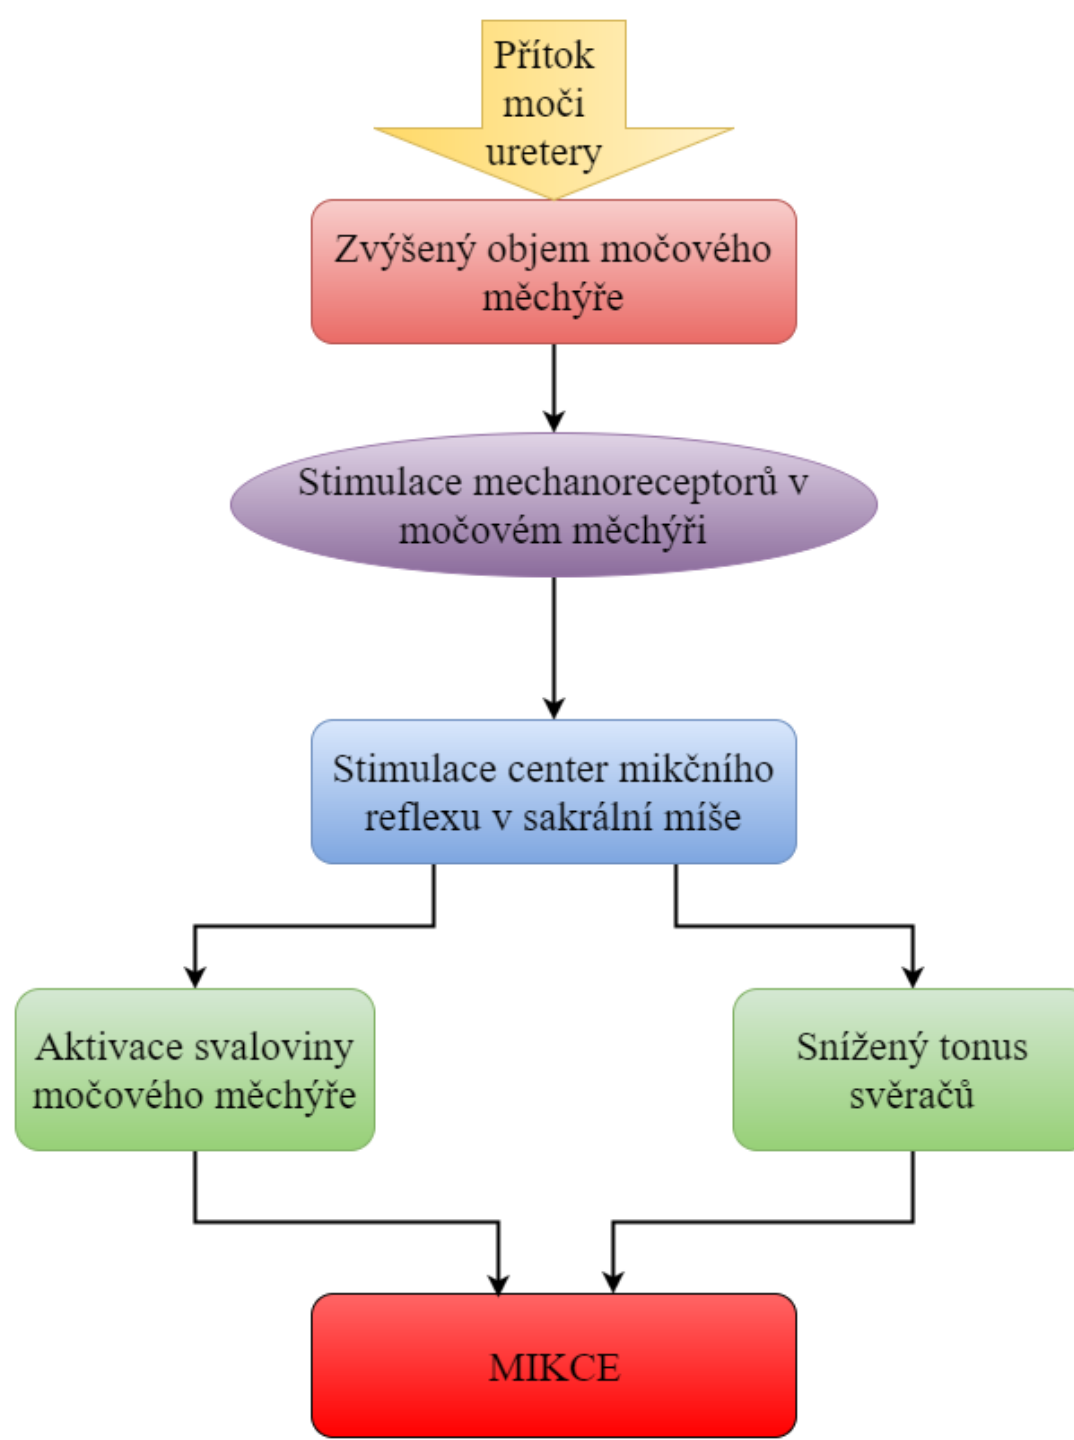 Přítok
moči
uretery
Zvýšený objem močového
měchýře
Stimulace mechanoreceptorů v
močovém měchýři
Stimulace center mikčního
reflexu v sakrální míše
Aktivace svaloviny
močového měchýře
Snížený tonus
svěračů
MIKCE